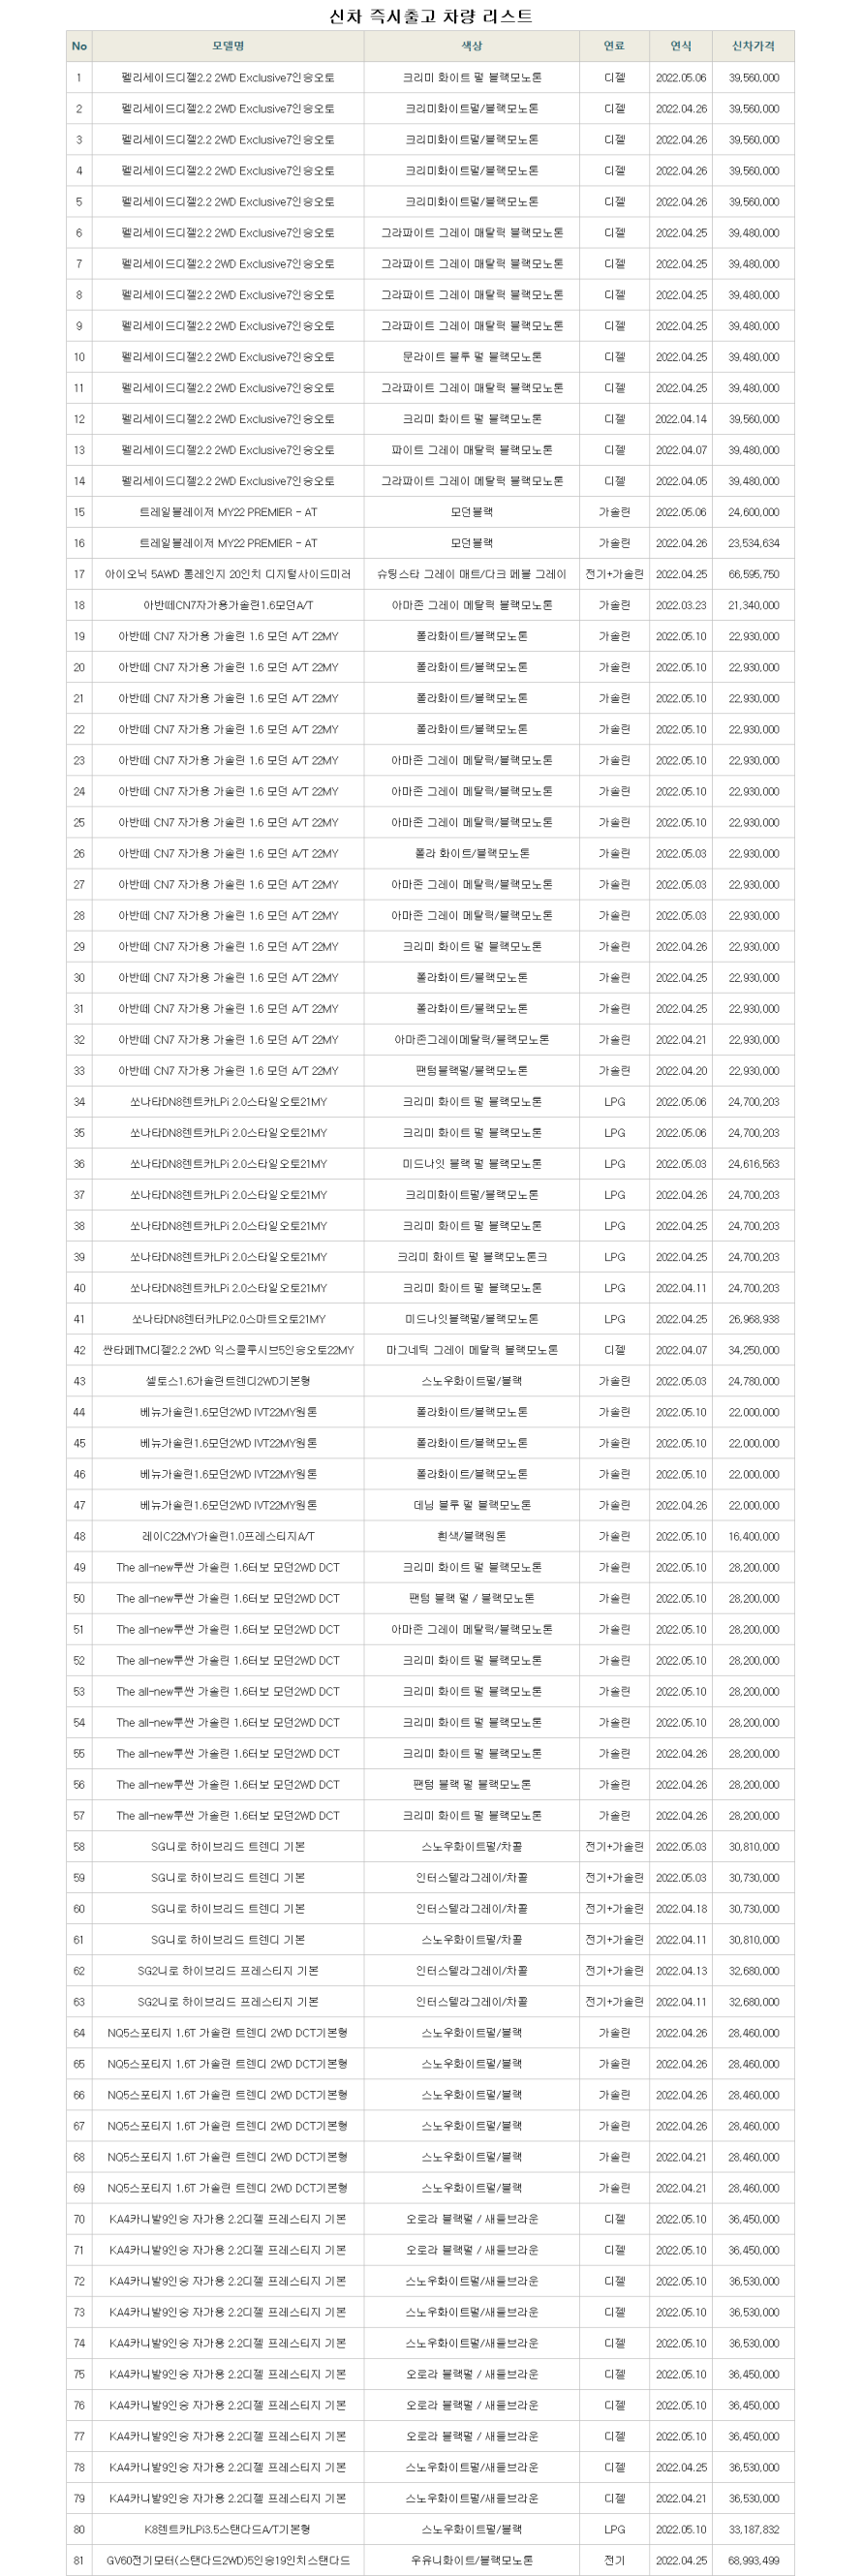 신차 즉시출고 차량 리스트
No 모델명 색상 연료 연식 신차가격
1 펠리세이드디젤2.2 2WD Exclusive7인승오토 크리미 화이트 펄 블랙모노톤 디젤 2022.05.06 39,560,000
2 펠리세이드디젤2.2 2WD Exclusive7인승오토 크리미화이트펄/블랙모노톤 디젤 2022.04.26 39,560,000
3 펠리세이드디젤2.2 2WD Exclusive7인승오토 크리미화이트펄/블랙모노톤 디젤 2022.04.26 39,560,000
4 펠리세이드디젤2.2 2WD Exclusive7인승오토 크리미화이트펄/블랙모노톤 디젤 2022.04.26 39,560,000
5 펠리세이드디젤2.2 2WD Exclusive7인승오토 크리미화이트펄/블랙모노톤 디젤 2022.04.26 39,560,000
6 펠리세이드디젤2.2 2WD Exclusive7인승오토 그라파이트 그레이 매탈릭 블랙모노톤 디젤 2022.04.25 39,480,000
7 펠리세이드디젤2.2 2WD Exclusive7인승오토 그라파이트 그레이 매탈릭 블랙모노톤 디젤 2022.04.25 39,480,000
8 펠리세이드디젤2.2 2WD Exclusive7인승오토 그라파이트 그레이 매탈릭 블랙모노톤 디젤 2022.04.25 39,480,000
9 펠리세이드디젤2.2 2WD Exclusive7인승오토 그라파이트 그레이 매탈릭 블랙모노톤 디젤 2022.04.25 39,480,000
10 펠리세이드디젤2.2 2WD Exclusive7인승오토 문라이트 블루 펄 블랙모노톤 디젤 2022.04.25 39,480,000
11 펠리세이드디젤2.2 2WD Exclusive7인승오토 그라파이트 그레이 매탈릭 블랙모노톤 디젤 2022.04.25 39,480,000
12 펠리세이드디젤2.2 2WD Exclusive7인승오토 크리미 화이트 펄 블랙모노톤 디젤 2022.04.14 39,560,000
13 펠리세이드디젤2.2 2WD Exclusive7인승오토 파이트 그레이 매탈릭 블랙모노톤 디젤 2022.04.07 39,480,000
14 펠리세이드디젤2.2 2WD Exclusive7인승오토 그라파이트 그레이 메탈릭 블랙모노톤 디젤 2022.04.05 39,480,000
15 트레일블레이저 MY22 PREMIER - AT 모던블랙 가솔린 2022.05.06 24,600,000
16 트레일블레이저 MY22 PREMIER - AT 모던블랙 가솔린 2022.04.26 23,534,634
17 아이오닉 5AWD 롱레인지 20인치 디지털사이드미러 슈팅스타 그레이 매트/다크 페블 그레이 전기+가솔린 2022.04.25 66,595,750
18 아반떼CN7자가용가솔린1.6모던A/T 아마존 그레이 메탈릭 블랙모노톤 가솔린 2022.03.23 21,340,000
19 아반떼 CN7 자가용 가솔린 1.6 모던 A/T 22MY 폴라화이트/블랙모노톤 가솔린 2022.05.10 22,930,000
20 아반떼 CN7 자가용 가솔린 1.6 모던 A/T 22MY 폴라화이트/블랙모노톤 가솔린 2022.05.10 22,930,000
21 아반떼 CN7 자가용 가솔린 1.6 모던 A/T 22MY 폴라화이트/블랙모노톤 가솔린 2022.05.10 22,930,000
22 아반떼 CN7 자가용 가솔린 1.6 모던 A/T 22MY 폴라화이트/블랙모노톤 가솔린 2022.05.10 22,930,000
23 아반떼 CN7 자가용 가솔린 1.6 모던 A/T 22MY 아마존 그레이 메탈릭/블랙모노톤 가솔린 2022.05.10 22,930,000
24 아반떼 CN7 자가용 가솔린 1.6 모던 A/T 22MY 아마존 그레이 메탈릭/블랙모노톤 가솔린 2022.05.10 22,930,000
25 아반떼 CN7 자가용 가솔린 1.6 모던 A/T 22MY 아마존 그레이 메탈릭/블랙모노톤 가솔린 2022.05.10 22,930,000
26 아반떼 CN7 자가용 가솔린 1.6 모던 A/T 22MY 폴라 화이트/블랙모노톤 가솔린 2022.05.03 22,930,000
27 아반떼 CN7 자가용 가솔린 1.6 모던 A/T 22MY 아마존 그레이 메탈릭/블랙모노톤 가솔린 2022.05.03 22,930,000
28 아반떼 CN7 자가용 가솔린 1.6 모던 A/T 22MY 아마존 그레이 메탈릭/블랙모노톤 가솔린 2022.05.03 22,930,000
29 아반떼 CN7 자가용 가솔린 1.6 모던 A/T 22MY 크리미 화이트 펄 블랙모노톤 가솔린 2022.04.26 22,930,000
30 아반떼 CN7 자가용 가솔린 1.6 모던 A/T 22MY 폴라화이트/블랙모노톤 가솔린 2022.04.25 22,930,000
31 아반떼 CN7 자가용 가솔린 1.6 모던 A/T 22MY 폴라화이트/블랙모노톤 가솔린 2022.04.25 22,930,000
32 아반떼 CN7 자가용 가솔린 1.6 모던 A/T 22MY 아마존그레이메탈릭/블랙모노톤 가솔린 2022.04.21 22,930,000
33 아반떼 CN7 자가용 가솔린 1.6 모던 A/T 22MY 팬텀블랙펄/블랙모노톤 가솔린 2022.04.20 22,930,000
34 쏘나타DN8렌트카LPi 2.0스타일오토21MY 크리미 화이트 펄 블랙모노톤 LPG 2022.05.06 24,700,203
35 쏘나타DN8렌트카LPi 2.0스타일오토21MY 크리미 화이트 펄 블랙모노톤 LPG 2022.05.06 24,700,203
36 쏘나타DN8렌트카LPi 2.0스타일오토21MY 미드나잇 블랙 펄 블랙모노톤 LPG 2022.05.03 24,616,563
37 쏘나타DN8렌트카LPi 2.0스타일오토21MY 크리미화이트펄/블랙모노톤 LPG 2022.04.26 24,700,203
38 쏘나타DN8렌트카LPi 2.0스타일오토21MY 크리미 화이트 펄 블랙모노톤 LPG 2022.04.25 24,700,203
39 쏘나타DN8렌트카LPi 2.0스타일오토21MY 크리미 화이트 펄 블랙모노톤크 LPG 2022.04.25 24,700,203
40 쏘나타DN8렌트카LPi 2.0스타일오토21MY 크리미 화이트 펄 블랙모노톤 LPG 2022.04.11 24,700,203
41 쏘나타DN8렌터카LPi2.0스마트오토21MY 미드나잇블랙펄/블랙모노톤 LPG 2022.04.25 26,968,938
42 싼타페TM디젤2.2 2WD 익스클루시브5인승오토22MY 마그네틱 그레이 메탈릭 블랙모노톤 디젤 2022.04.07 34,250,000
43 셀토스1.6가솔린트렌디2WD기본형 스노우화이트펄/블랙 가솔린 2022.05.03 24,780,000
44 베뉴가솔린1.6모던2WD IVT22MY원톤 폴라화이트/블랙모노톤 가솔린 2022.05.10 22,000,000
45 베뉴가솔린1.6모던2WD IVT22MY원톤 폴라화이트/블랙모노톤 가솔린 2022.05.10 22,000,000
46 베뉴가솔린1.6모던2WD IVT22MY원톤 폴라화이트/블랙모노톤 가솔린 2022.05.10 22,000,000
47 베뉴가솔린1.6모던2WD IVT22MY원톤 데님 블루 펄 블랙모노톤 가솔린 2022.04.26 22,000,000
48 레이C22MY가솔린1.0프레스티지A/T 흰색/블랙원톤 가솔린 2022.05.10 16,400,000
49 The all-new투싼 가솔린 1.6터보 모던2WD DCT 크리미 화이트 펄 블랙모노톤 가솔린 2022.05.10 28,200,000
50 The all-new투싼 가솔린 1.6터보 모던2WD DCT 팬텀 블랙 펄 / 블랙모노톤 가솔린 2022.05.10 28,200,000
51 The all-new투싼 가솔린 1.6터보 모던2WD DCT 아마존 그레이 메탈릭/블랙모노톤 가솔린 2022.05.10 28,200,000
52 The all-new투싼 가솔린 1.6터보 모던2WD DCT 크리미 화이트 펄 블랙모노톤 가솔린 2022.05.10 28,200,000
53 The all-new투싼 가솔린 1.6터보 모던2WD DCT 크리미 화이트 펄 블랙모노톤 가솔린 2022.05.10 28,200,000
54 The all-new투싼 가솔린 1.6터보 모던2WD DCT 크리미 화이트 펄 블랙모노톤 가솔린 2022.05.10 28,200,000
55 The all-new투싼 가솔린 1.6터보 모던2WD DCT 크리미 화이트 펄 블랙모노톤 가솔린 2022.04.26 28,200,000
56 The all-new투싼 가솔린 1.6터보 모던2WD DCT 팬텀 블랙 펄 블랙모노톤 가솔린 2022.04.26 28,200,000
57 The all-new투싼 가솔린 1.6터보 모던2WD DCT 크리미 화이트 펄 블랙모노톤 가솔린 2022.04.26 28,200,000
58 SG니로 하이브리드 트렌디 기본 스노우화이트펄/차콜 전기+가솔린 2022.05.03 30,810,000
59 SG니로 하이브리드 트렌디 기본 인터스텔라그레이/차콜 전기+가솔린 2022.05.03 30,730,000
60 SG니로 하이브리드 트렌디 기본 인터스텔라그레이/차콜 전기+가솔린 2022.04.18 30,730,000
61 SG니로 하이브리드 트렌디 기본 스노우화이트펄/차콜 전기+가솔린 2022.04.11 30,810,000
62 SG2니로 하이브리드 프레스티지 기본 인터스텔라그레이/차콜 전기+가솔린 2022.04.13 32,680,000
63 SG2니로 하이브리드 프레스티지 기본 인터스텔라그레이/차콜 전기+가솔린 2022.04.11 32,680,000
64 NQ5스포티지 1.6T 가솔린 트렌디 2WD DCT기본형 스노우화이트펄/블랙 가솔린 2022.04.26 28,460,000
65 NQ5스포티지 1.6T 가솔린 트렌디 2WD DCT기본형 스노우화이트펄/블랙 가솔린 2022.04.26 28,460,000
66 NQ5스포티지 1.6T 가솔린 트렌디 2WD DCT기본형 스노우화이트펄/블랙 가솔린 2022.04.26 28,460,000
67 NQ5스포티지 1.6T 가솔린 트렌디 2WD DCT기본형 스노우화이트펄/블랙 가솔린 2022.04.26 28,460,000
68 NQ5스포티지 1.6T 가솔린 트렌디 2WD DCT기본형 스노우화이트펄/블랙 가솔린 2022.04.21 28,460,000
69 NQ5스포티지 1.6T 가솔린 트렌디 2WD DCT기본형 스노우화이트펄/블랙 가솔린 2022.04.21 28,460,000
70 KA4카니발9인승 자가용 2.2디젤 프레스티지 기본 오로라 블랙펄 / 새들브라운 디젤 2022.05.10 36,450,000
71 KA4카니발9인승 자가용 2.2디젤 프레스티지 기본 오로라 블랙펄 / 새들브라운 디젤 2022.05.10 36,450,000
72 KA4카니발9인승 자가용 2.2디젤 프레스티지 기본 스노우화이트펄/새들브라운 디젤 2022.05.10 36,530,000
73 KA4카니발9인승 자가용 2.2디젤 프레스티지 기본 스노우화이트펄/새들브라운 디젤 2022.05.10 36,530,000
74 KA4카니발9인승 자가용 2.2디젤 프레스티지 기본 스노우화이트펄/새들브라운 디젤 2022.05.10 36,530,000
75 KA4카니발9인승 자가용 2.2디젤 프레스티지 기본 오로라 블랙펄 / 새들브라운 디젤 2022.05.10 36,450,000
76 KA4카니발9인승 자가용 2.2디젤 프레스티지 기본 오로라 블랙펄 / 새들브라운 디젤 2022.05.10 36,450,000
77 KA4카니발9인승 자가용 2.2디젤 프레스티지 기본 오로라 블랙펄 / 새들브라운 디젤 2022.05.10 36,450,000
78 KA4카니발9인승 자가용 2.2디젤 프레스티지 기본 스노우화이트펄/새들브라운 디젤 2022.04.25 36,530,000
79 KA4카니발9인승 자가용 2.2디젤 프레스티지 기본 스노우화이트펄/새들브라운 디젤 2022.04.21 36,530,000
80 K8렌트카LPi3.5스탠다드A/T기본형 스노우화이트펄/블랙 LPG 2022.05.10 33,187,832
81 GV60전기모터(스탠다드2WD)5인승19인치스탠다드 우유니화이트/블랙모노톤 전기 2022.04.25 68,993,499